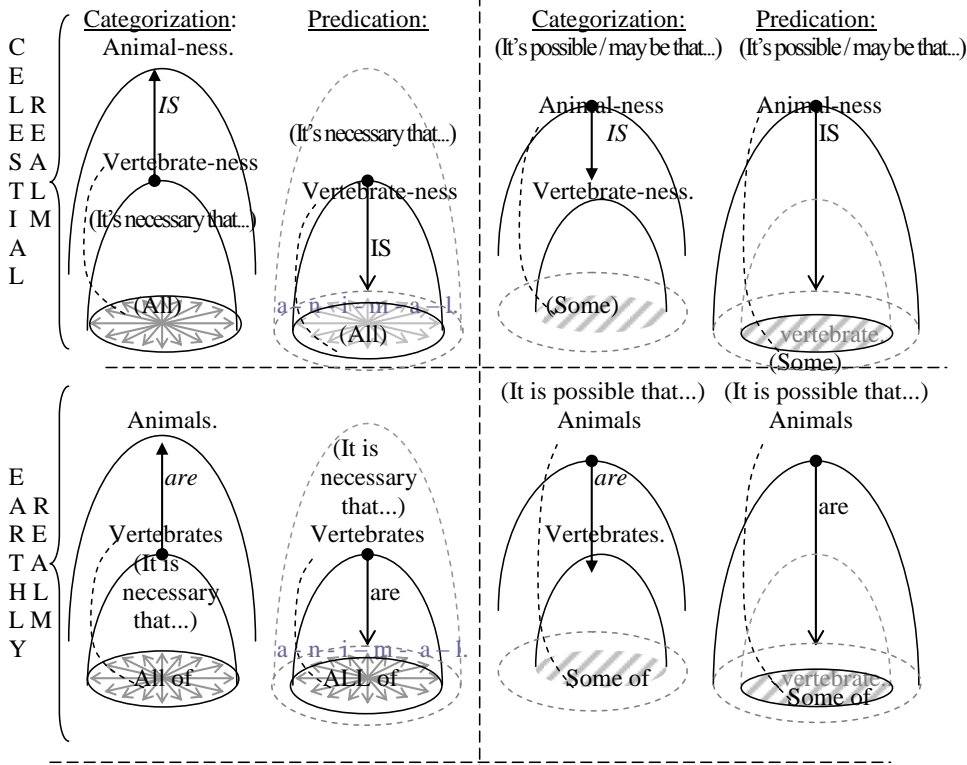 Categorization:
Animal-ness.
IS
Vertebrate-ness
(It's necessary that...)
(All)
Predication:
(It's necessary that...)
Vertebrate-ness
IS
a - n - i - m - a - l.
(All)
Categorization:
(It's possible / may be that...)
Animal-ness
IS
Vertebrate-ness.
(Some)
Predication:
(It's possible / may be that...)
Animal-ness
IS
vertebrate.
(Some)
CELESTIAL
REALM
Animals.
are
Vertebrates
(It is
necessary
that...)
All of
(It is
necessary
that...)
Vertebrates
are
a - n - i - m - a - l.
ALL of
(It is possible that...)
Animals
are
Vertebrates.
Some of
(It is possible that...)
Animals
are
vertebrate.
Some of
EARTHLY
REALM